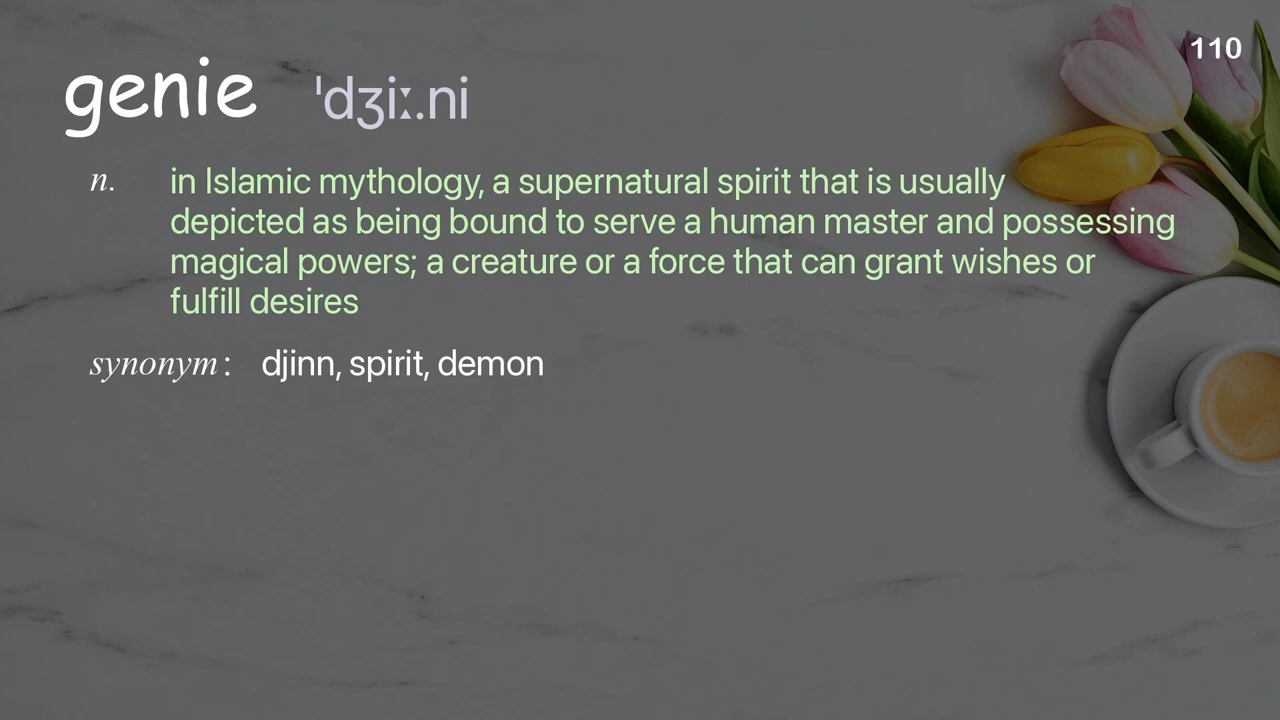 110
genie ˈdʒiː.ni
n. in Islamic mythology, a supernatural spirit that is usually
depicted as being bound to serve a human master and possessing
magical powers; a creature or a force that can grant wishes or
fulfill desires
synonym: djinn, spirit, demon